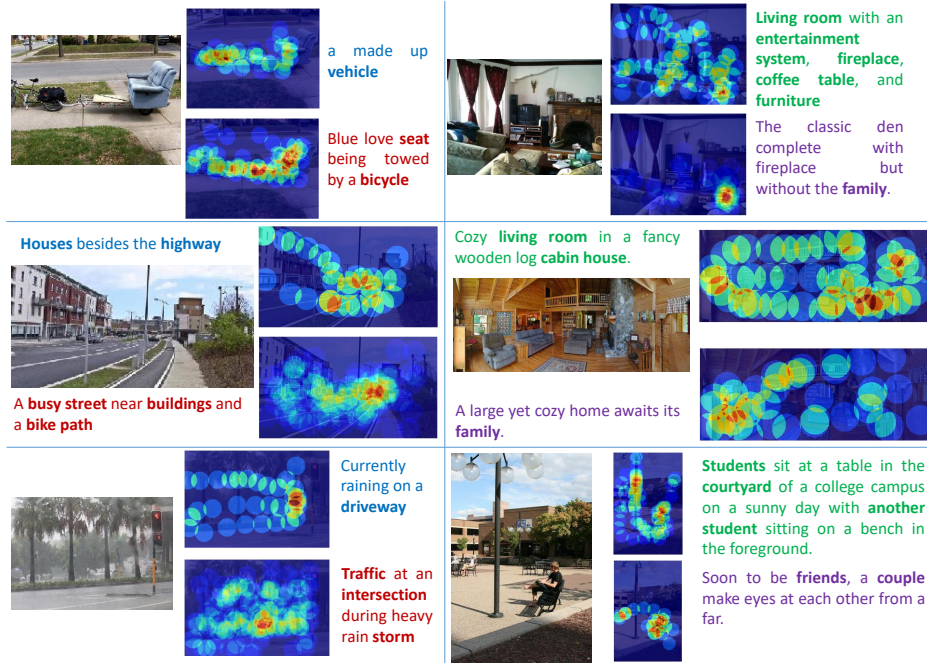 a made up
vehicle
Blue love seat
being towed
by a bicycle
Living room with an
entertainment
system, fireplace,
coffee table, and
furniture
The classic den
complete with
fireplace but
without the family.
Houses besides the highway
A busy street near buildings and
a bike path
Cozy living room in a fancy
wooden log cabin house.
A large yet cozy home awaits its
family.
Currently
raining on a
driveway
Traffic at an
intersection
during heavy
rain storm
Students sit at a table in the
courtyard of a college campus
on a sunny day with another
student sitting on a bench in
the foreground.
Soon to be friends, a couple
make eyes at each other from a
far.